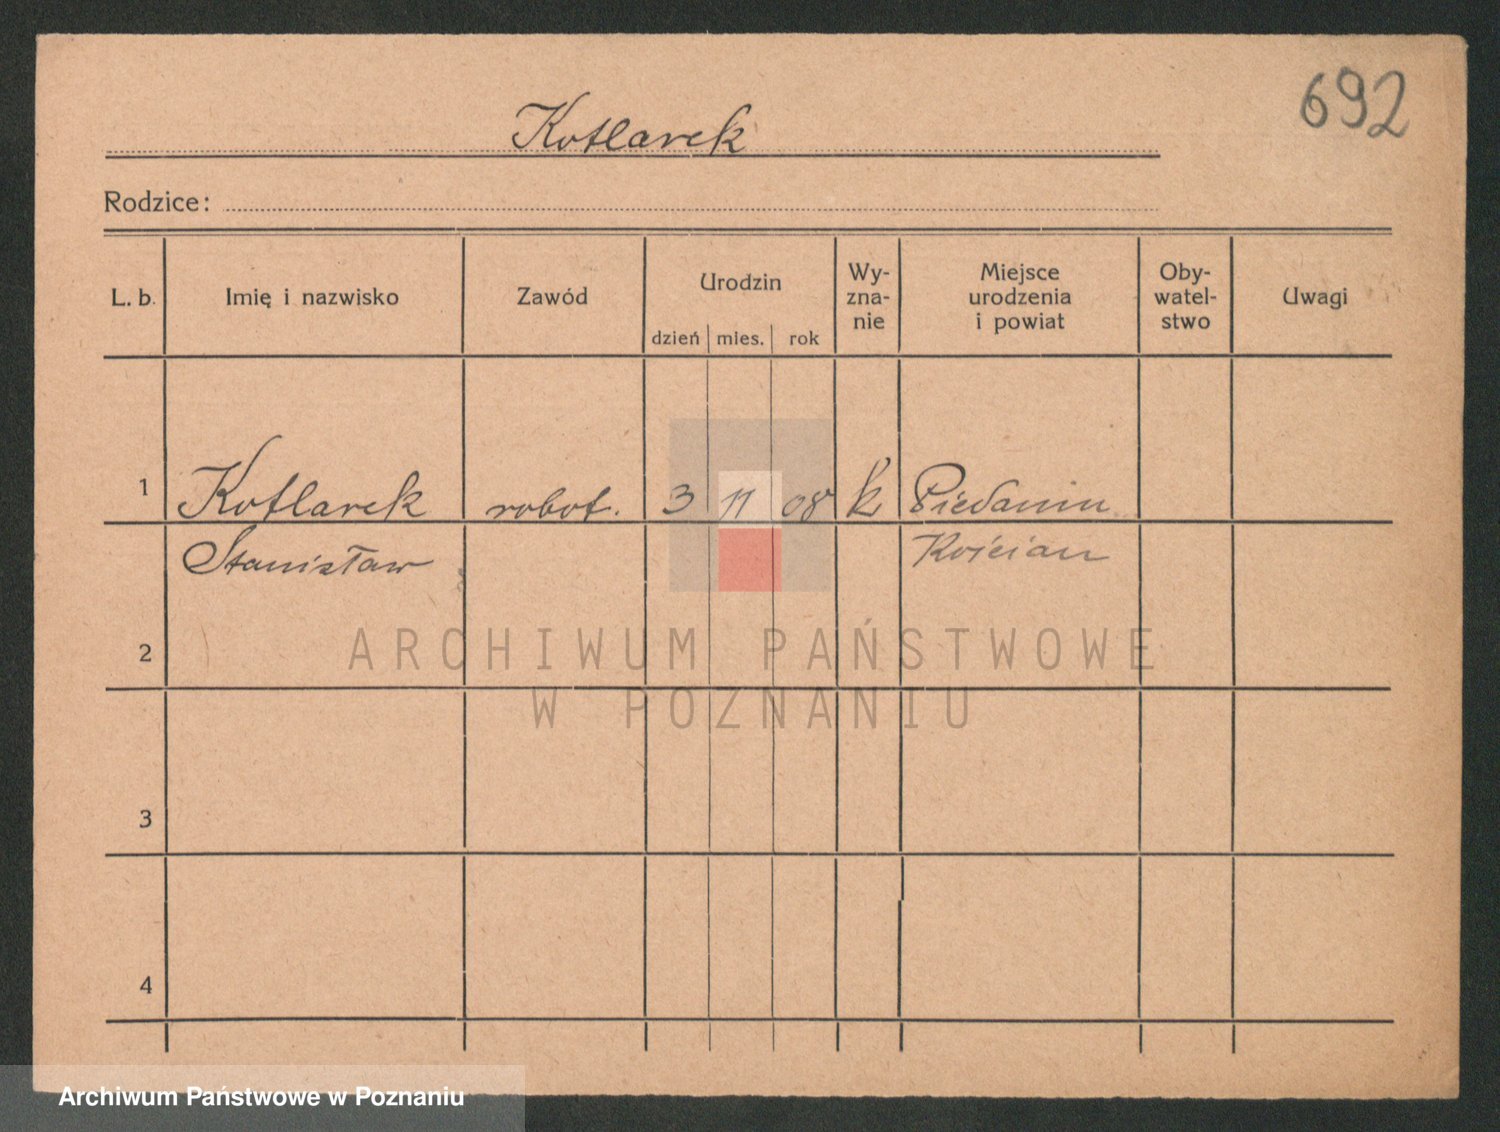 692
Kotlarek
Rodzice:
L. b. Imię i nazwisko Zawód Urodzin Wy-zna-nie Miejsce urodzenia i powiat Oby-watel-stwo Uwagi
dzień mies. rok
1 Kotlarek robot. 3 11 08 k Piedanin
Stanisław Kościan
2
ARCHIWUM PAŃSTWOWE
W POZNANIU
3
4
Archiwum Państwowe w Poznaniu